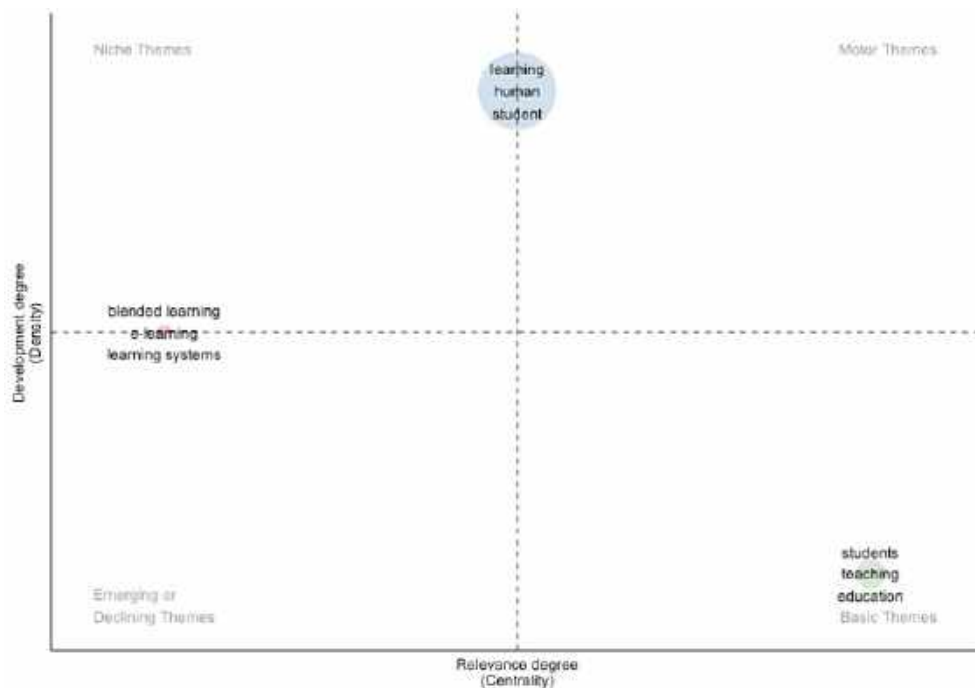 Niche Themes
Motor Themes
learning
human
student
Development degree
(Density)
blended learning
e-learning
learning systems
students
teaching
education
Emerging or
Declining Themes
Basic Themes
Relevance degree
(Centrality)